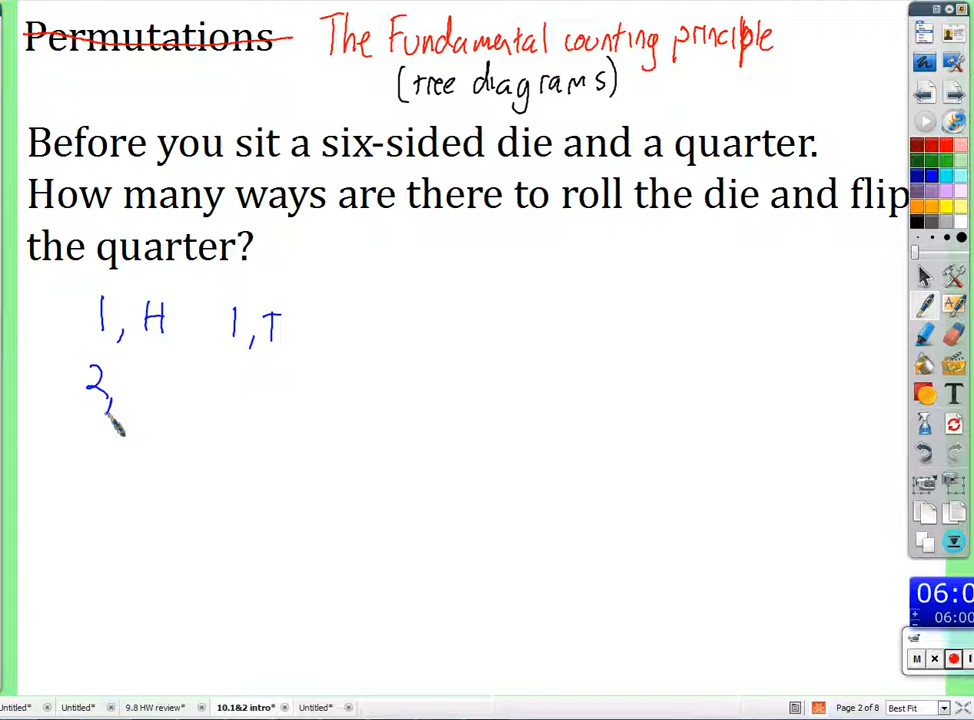 Permutations The Fundamental counting principle
(tree diagrams)
Before you sit a six-sided die and a quarter.
How many ways are there to roll the die and flip
the quarter?
1, H 1, T
2,
06:0
06:00
M
ntitled* Untitled* 9.8 HW review* 10.1&2 intro* Untitled* Page 2 of 8 Best Fit